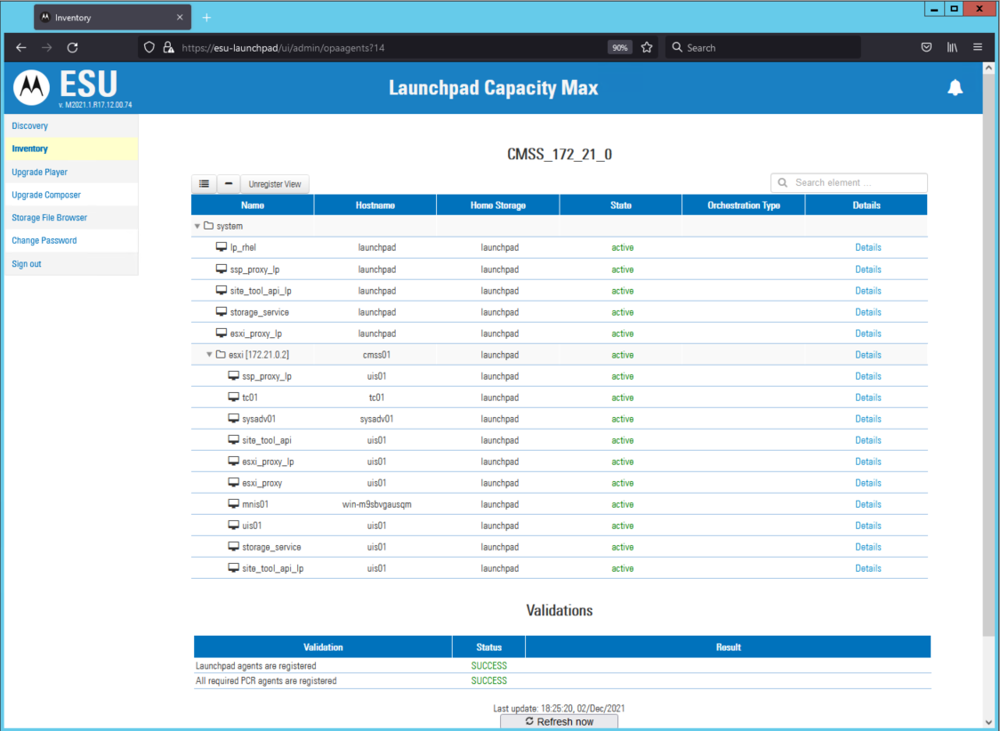 Inventory
https://esu-launchpad/ui/admin/opaagents?14
90%
Search
ESU
v. M2021.1.R17.12.00.74
Launchpad Capacity Max
Discovery
Inventory
Upgrade Player
Upgrade Composer
Storage File Browser
Change Password
Sign out
CMSS_172_21_0
Unregister View
Search element ...
Name Hostname Home Storage State Orchestration Type Details
system
lp_rhel launchpad launchpad active Details
ssp_proxy_lp launchpad launchpad active Details
site_tool_api_lp launchpad launchpad active Details
storage_service launchpad launchpad active Details
esxi_proxy_lp launchpad launchpad active Details
esxi [172.21.0.2] cmss01 launchpad active Details
ssp_proxy_lp uis01 launchpad active Details
tc01 tc01 launchpad active Details
sysadv01 sysadv01 launchpad active Details
site_tool_api uis01 launchpad active Details
esxi_proxy_lp uis01 launchpad active Details
esxi_proxy uis01 launchpad active Details
mnis01 win-m9sbvgausqm launchpad active Details
uis01 uis01 launchpad active Details
storage_service uis01 launchpad active Details
site_tool_api_lp uis01 launchpad active Details
Validations
Validation Status Result
Launchpad agents are registered SUCCESS
All required PCR agents are registered SUCCESS
Last update: 18:25:20, 02/Dec/2021
Refresh now